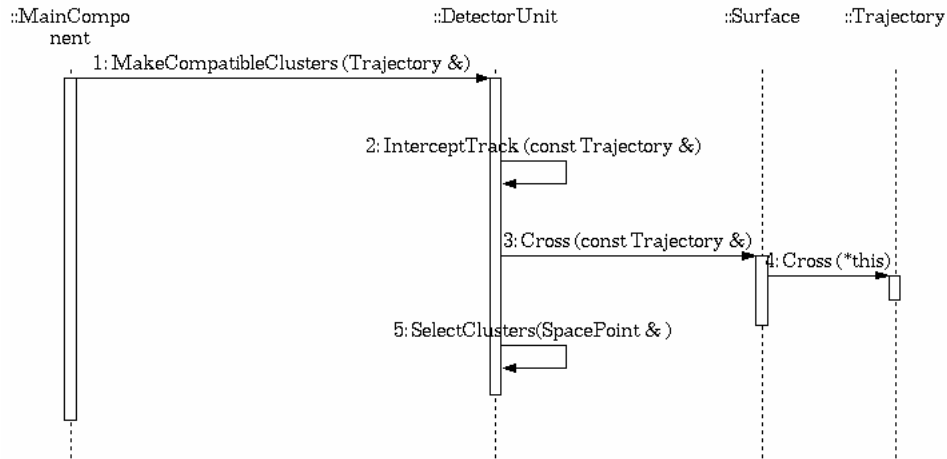 ::MainCompo
nent
::DetectorUnit
::Surface
::Trajectory
1: MakeCompatibleClusters (Trajectory &)
2: InterceptTrack (const Trajectory &)
3: Cross (const Trajectory &)
4: Cross (*this)
5: SelectClusters(SpacePoint & )